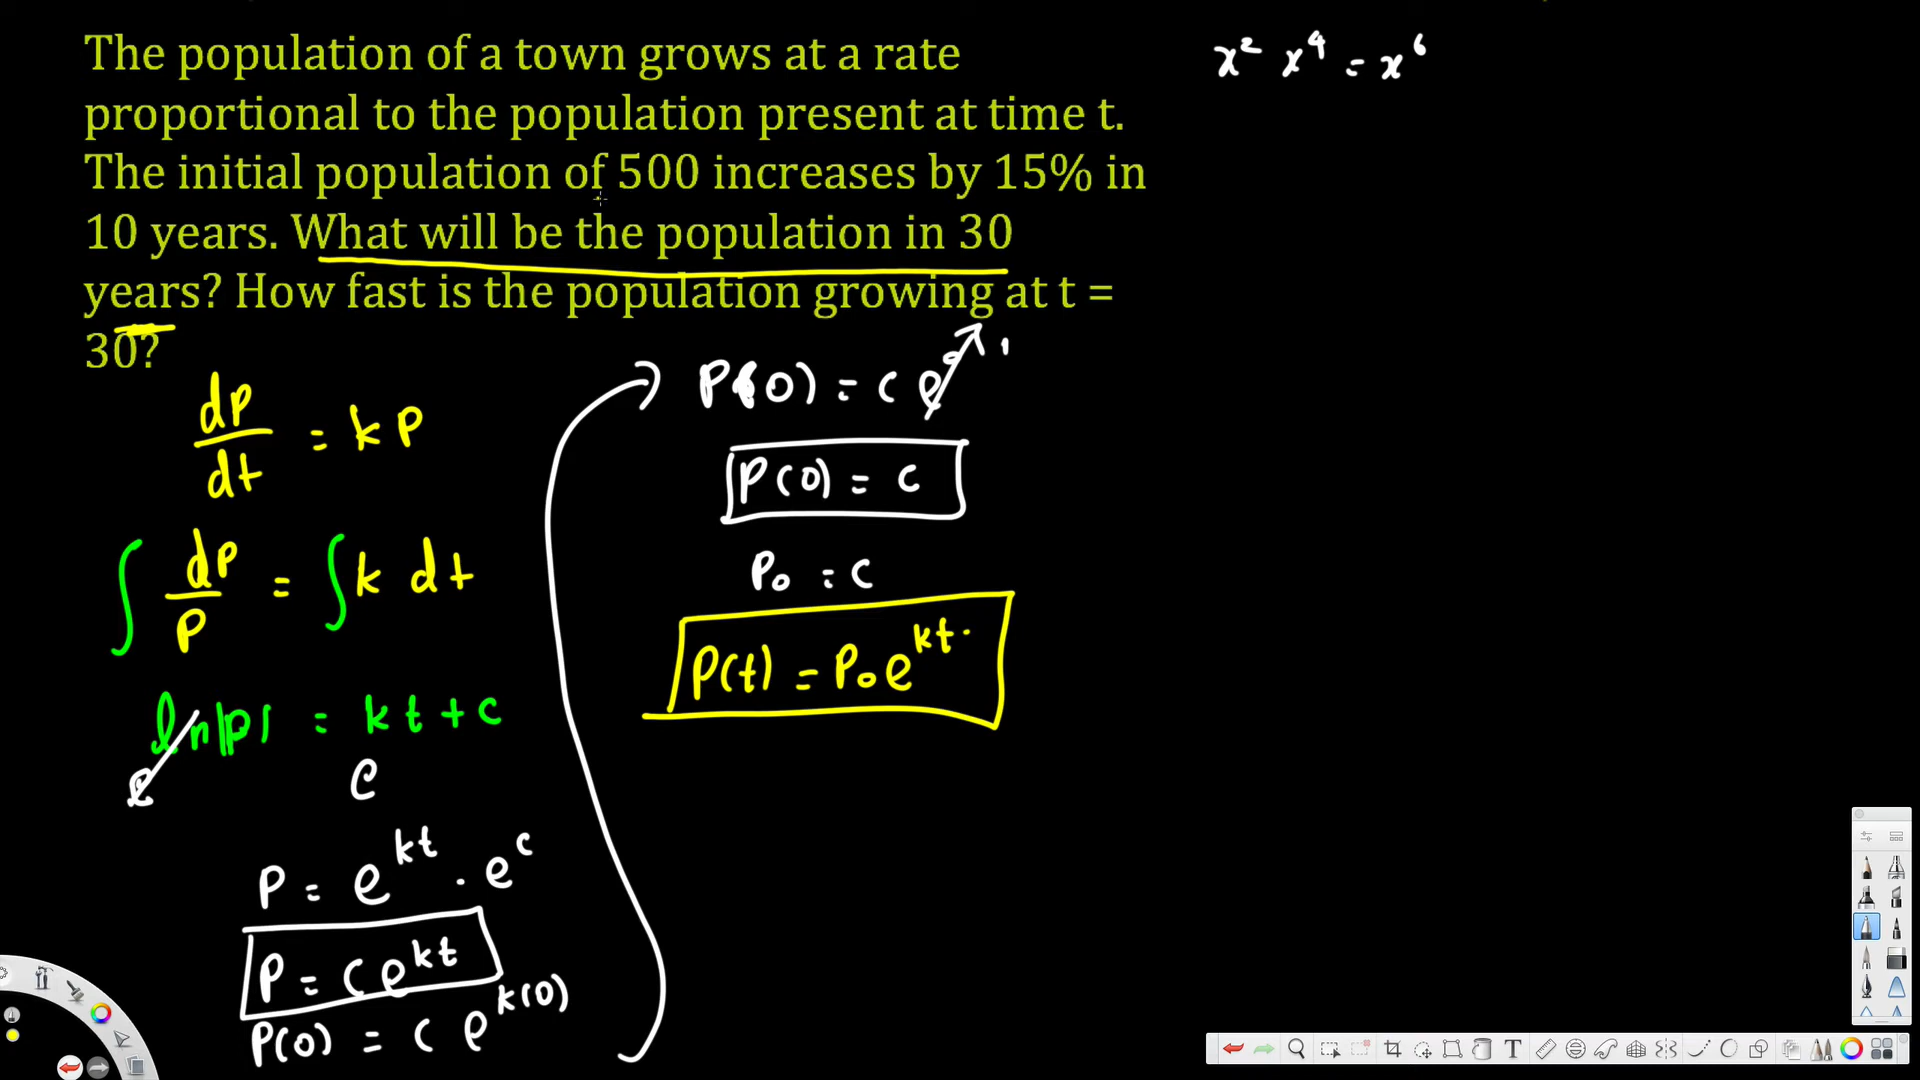 The population of a town grows at a rate
proportional to the population present at time t.
The initial population of 500 increases by 15% in
10 years. What will be the population in 30
years? How fast is the population growing at t =
30?
dp/dt = kp
∫ dp/p = ∫ k dt
ln|p| = kt + c
e e
P = e^kt · e^c
P = C e^kt
P(0) = C e^k(0)
P(0) = C e^0 1
P(0) = C
P₀ = C
P(t) = P₀e^kt.
x² x⁴ = x⁶
T